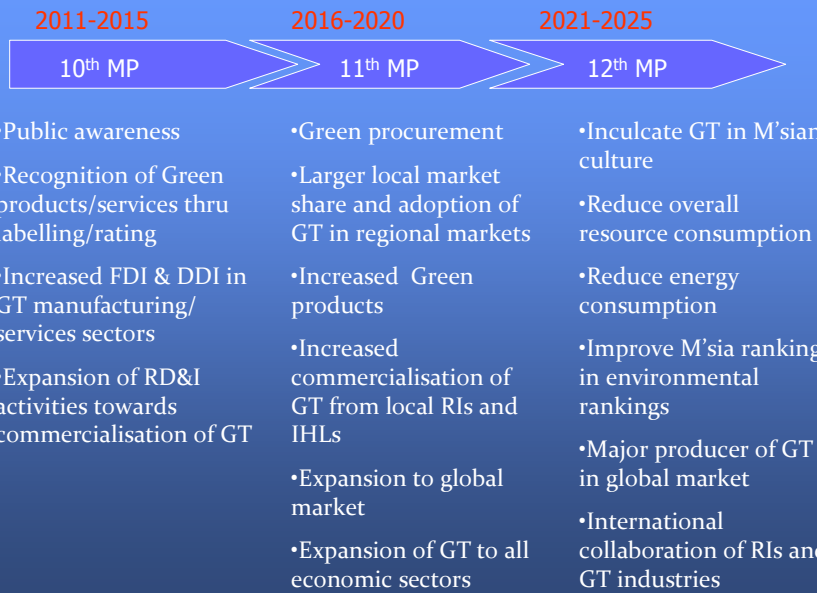 2011-2015
10th MP
•Public awareness
•Recognition of Green
products/services thru
labelling/rating
•Increased FDI & DDI in
GT manufacturing/
services sectors
•Expansion of RD&I
activities towards
commercialisation of GT
2016-2020
11th MP
•Green procurement
•Larger local market
share and adoption of
GT in regional markets
•Increased Green
products
•Increased
commercialisation of
GT from local RIs and
IHLs
•Expansion to global
market
•Expansion of GT to all
economic sectors
2021-2025
12th MP
•Inculcate GT in M'sian
culture
•Reduce overall
resource consumption
•Reduce energy
consumption
•Improve M'sia ranking
in environmental
rankings
•Major producer of GT
in global market
•International
collaboration of RIs and
GT industries